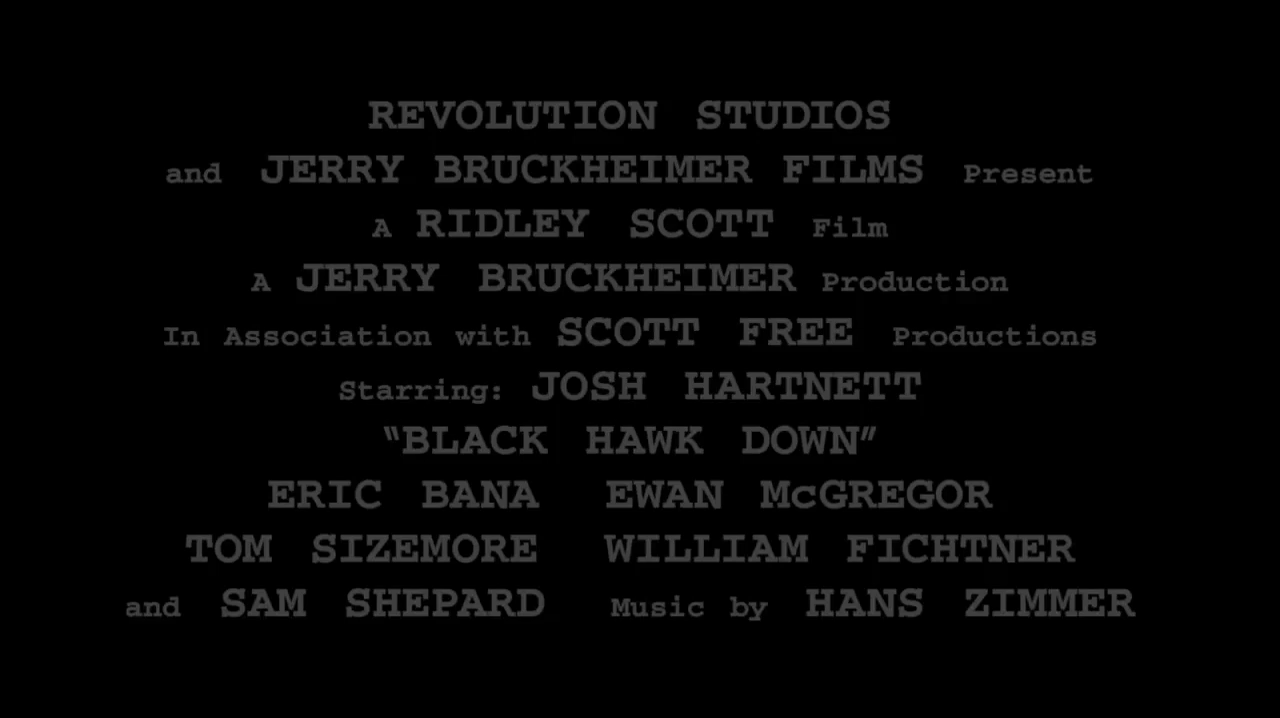 REVOLUTION STUDIOS
and JERRY BRUCKHEIMER FILMS Present
A RIDLEY SCOTT Film
A JERRY BRUCKHEIMER Production
In Association with SCOTT FREE Productions
Starring: JOSH HARTNETT
“BLACK HAWK DOWN”
ERIC BANA EWAN McGREGOR
TOM SIZEMORE WILLIAM FICHTNER
and SAM SHEPARD Music by HANS ZIMMER